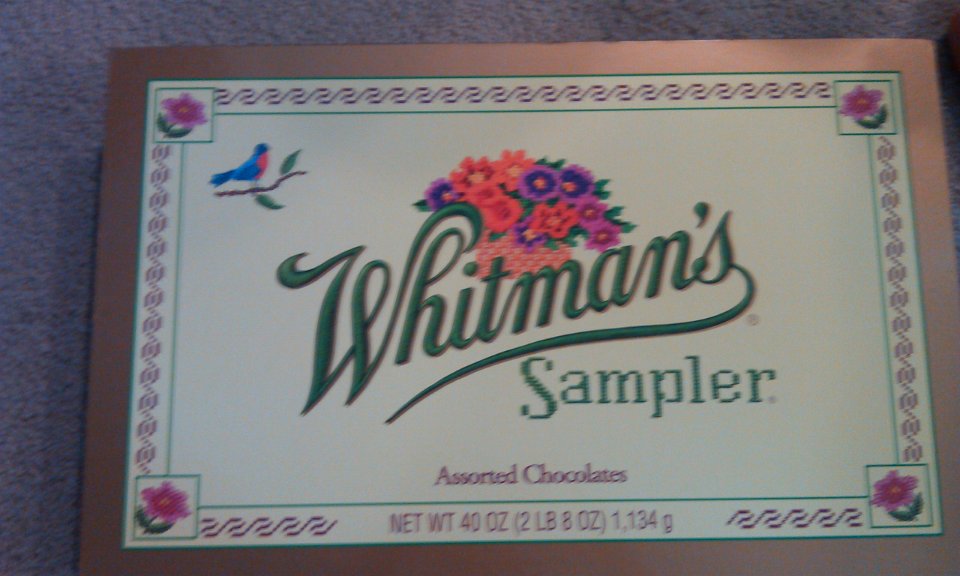 Whitman's®
Sampler®
Assorted Chocolates
NET WT 40 OZ (2 LB 8 OZ) 1,134 g